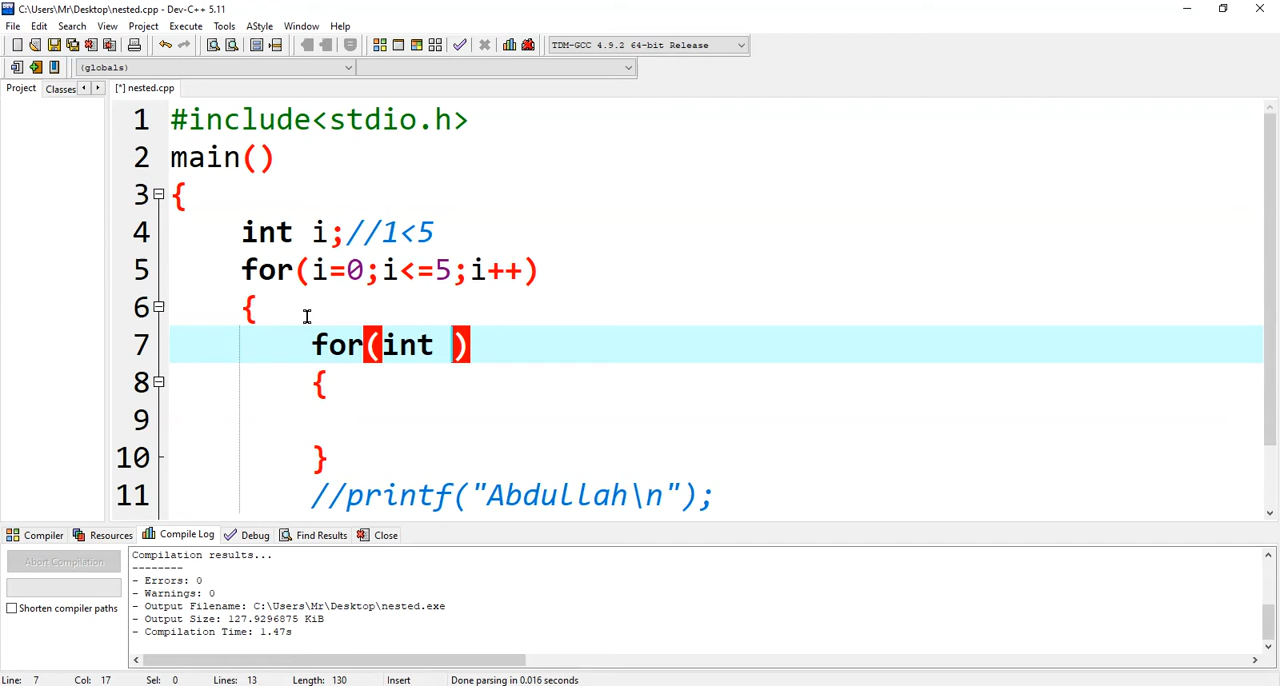 C:\Users\Mr\Desktop\nested.cpp - Dev-C++ 5.11
File Edit Search View Project Execute Tools AStyle Window Help
TDM-GCC 4.9.2 64-bit Release
(globals)
Project Classes [*] nested.cpp
1 #include<stdio.h>
2 main()
3 {
4 int i;//1<5
5 for(i=0;i<=5;i++)
6 {
7 for(int )
8 {
9
10 }
11 //printf("Abdullah\n");
Compiler Resources Compile Log Debug Find Results Close
Abort Compilation
Shorten compiler paths
Compilation results...
--------
- Errors: 0
- Warnings: 0
- Output Filename: C:\Users\Mr\Desktop\nested.exe
- Output Size: 127.9296875 KiB
- Compilation Time: 1.47s
Line: 7 Col: 17 Sel: 0 Lines: 13 Length: 130 Insert Done parsing in 0.016 seconds